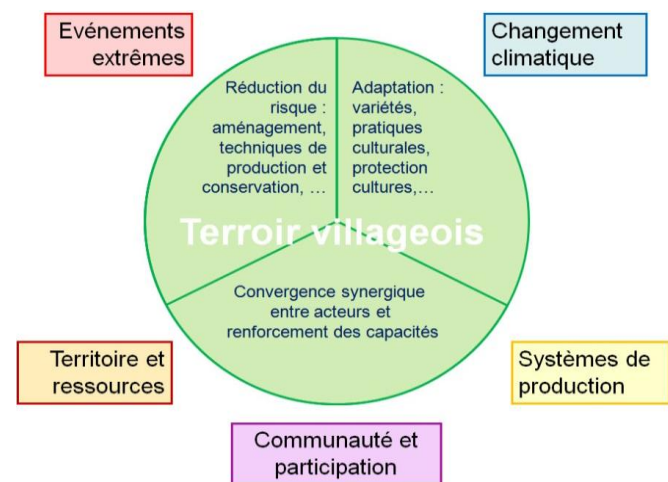 Evénements
extrêmes
Changement
climatique
Réduction du
risque :
aménagement,
techniques de
production et
conservation, …
Adaptation :
variétés,
pratiques
culturales,
protection
cultures,…
Terroir villageois
Convergence synergique
entre acteurs et
renforcement des capacités
Territoire et
ressources
Systèmes de
production
Communauté et
participation